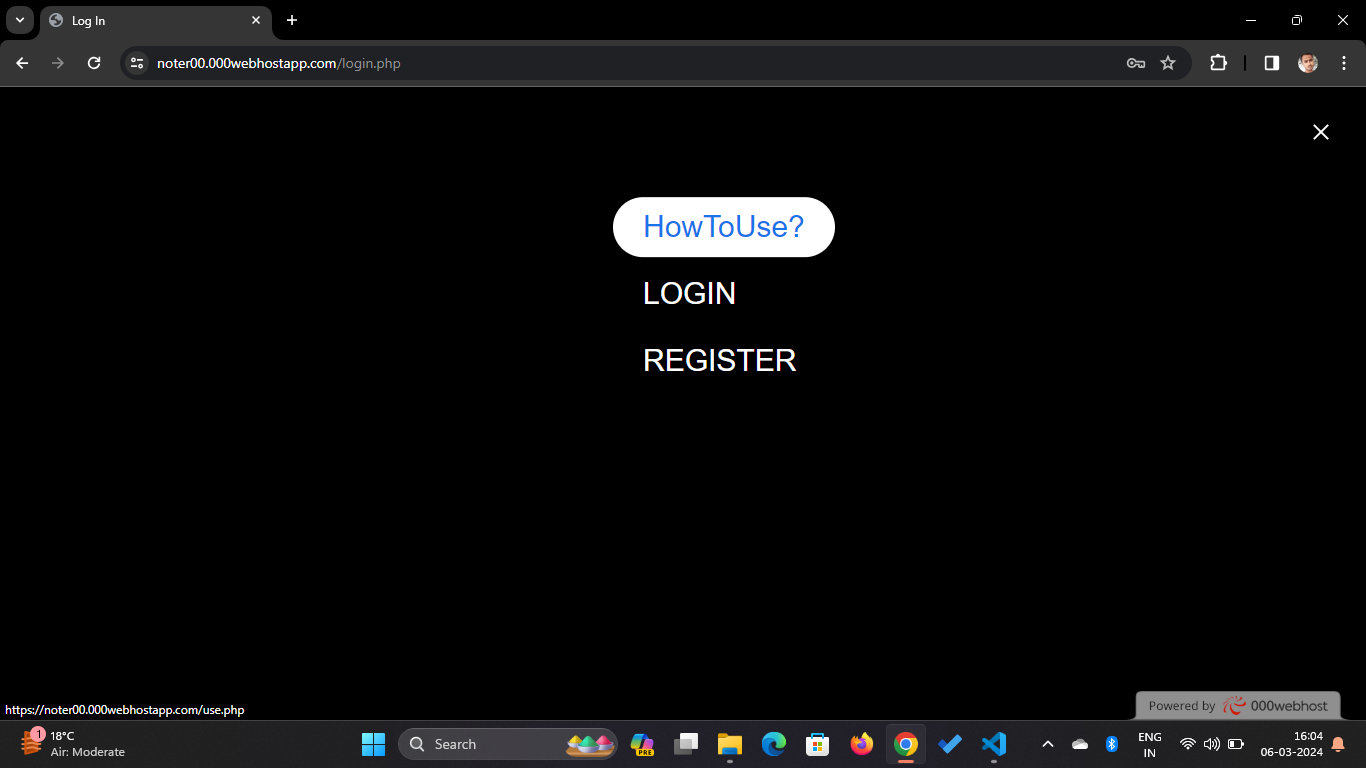 Log In
noter00.000webhostapp.com/login.php
HowToUse?
LOGIN
REGISTER
https://noter00.000webhostapp.com/use.php
Powered by 000webhost
1
18°C
Air: Moderate
Search
PRE
ENG
IN
16:04
06-03-2024